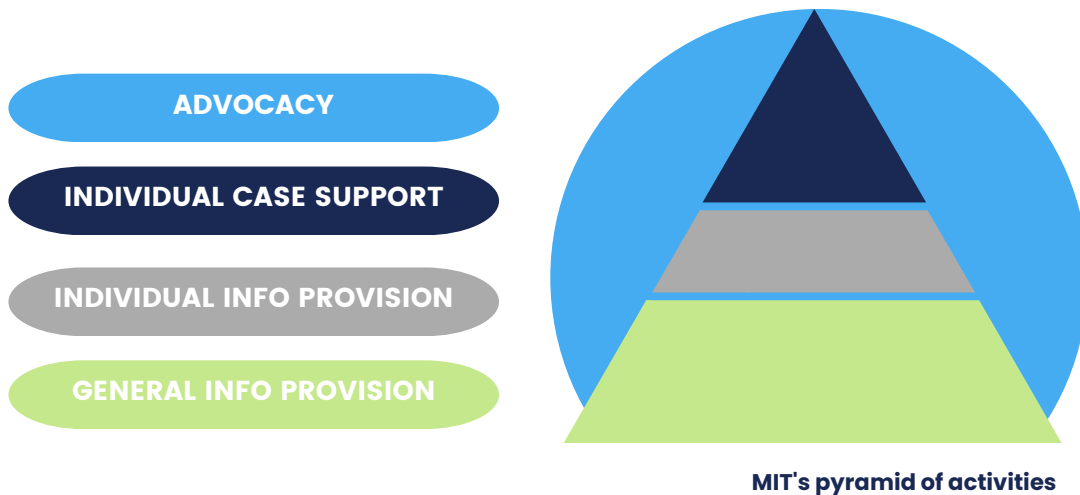 ADVOCACY
INDIVIDUAL CASE SUPPORT
INDIVIDUAL INFO PROVISION
GENERAL INFO PROVISION
MIT's pyramid of activities